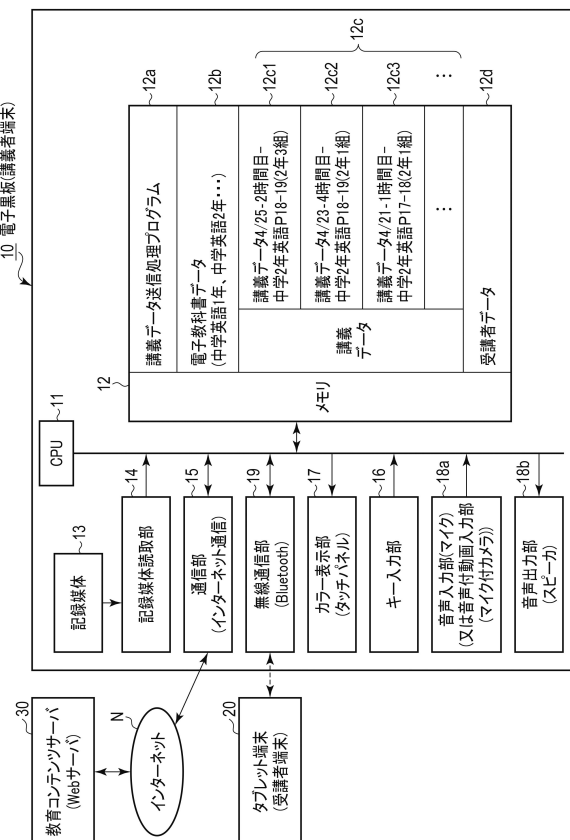 10 電子黒板(講義者端末)
30
教育コンテンツサーバ
(Webサーバ)
N
インターネット
20
タブレット端末
(受講者端末)
11
CPU
13
記録媒体
14
記録媒体読取部
15
通信部
(インターネット通信)
19
無線通信部
(Bluetooth)
17
カラー表示部
(タッチパネル)
16
キー入力部
18a
音声入力部(マイク)
(又は音声付動画入力部
(マイク付カメラ))
18b
音声出力部
(スピーカ)
12
メモリ
講義データ送信処理プログラム
12a
電子教科書データ
(中学英語1年、中学英語2年・・・)
12b
講義
データ
講義データ4/25-2時間目-
中学2年英語P18-19(2年3組)
12c1
講義データ4/23-4時間目-
中学2年英語P18-19(2年1組)
12c2
講義データ4/21-1時間目-
中学2年英語P17-18(2年1組)
12c3
⋮
⋮
12c
受講者データ
12d